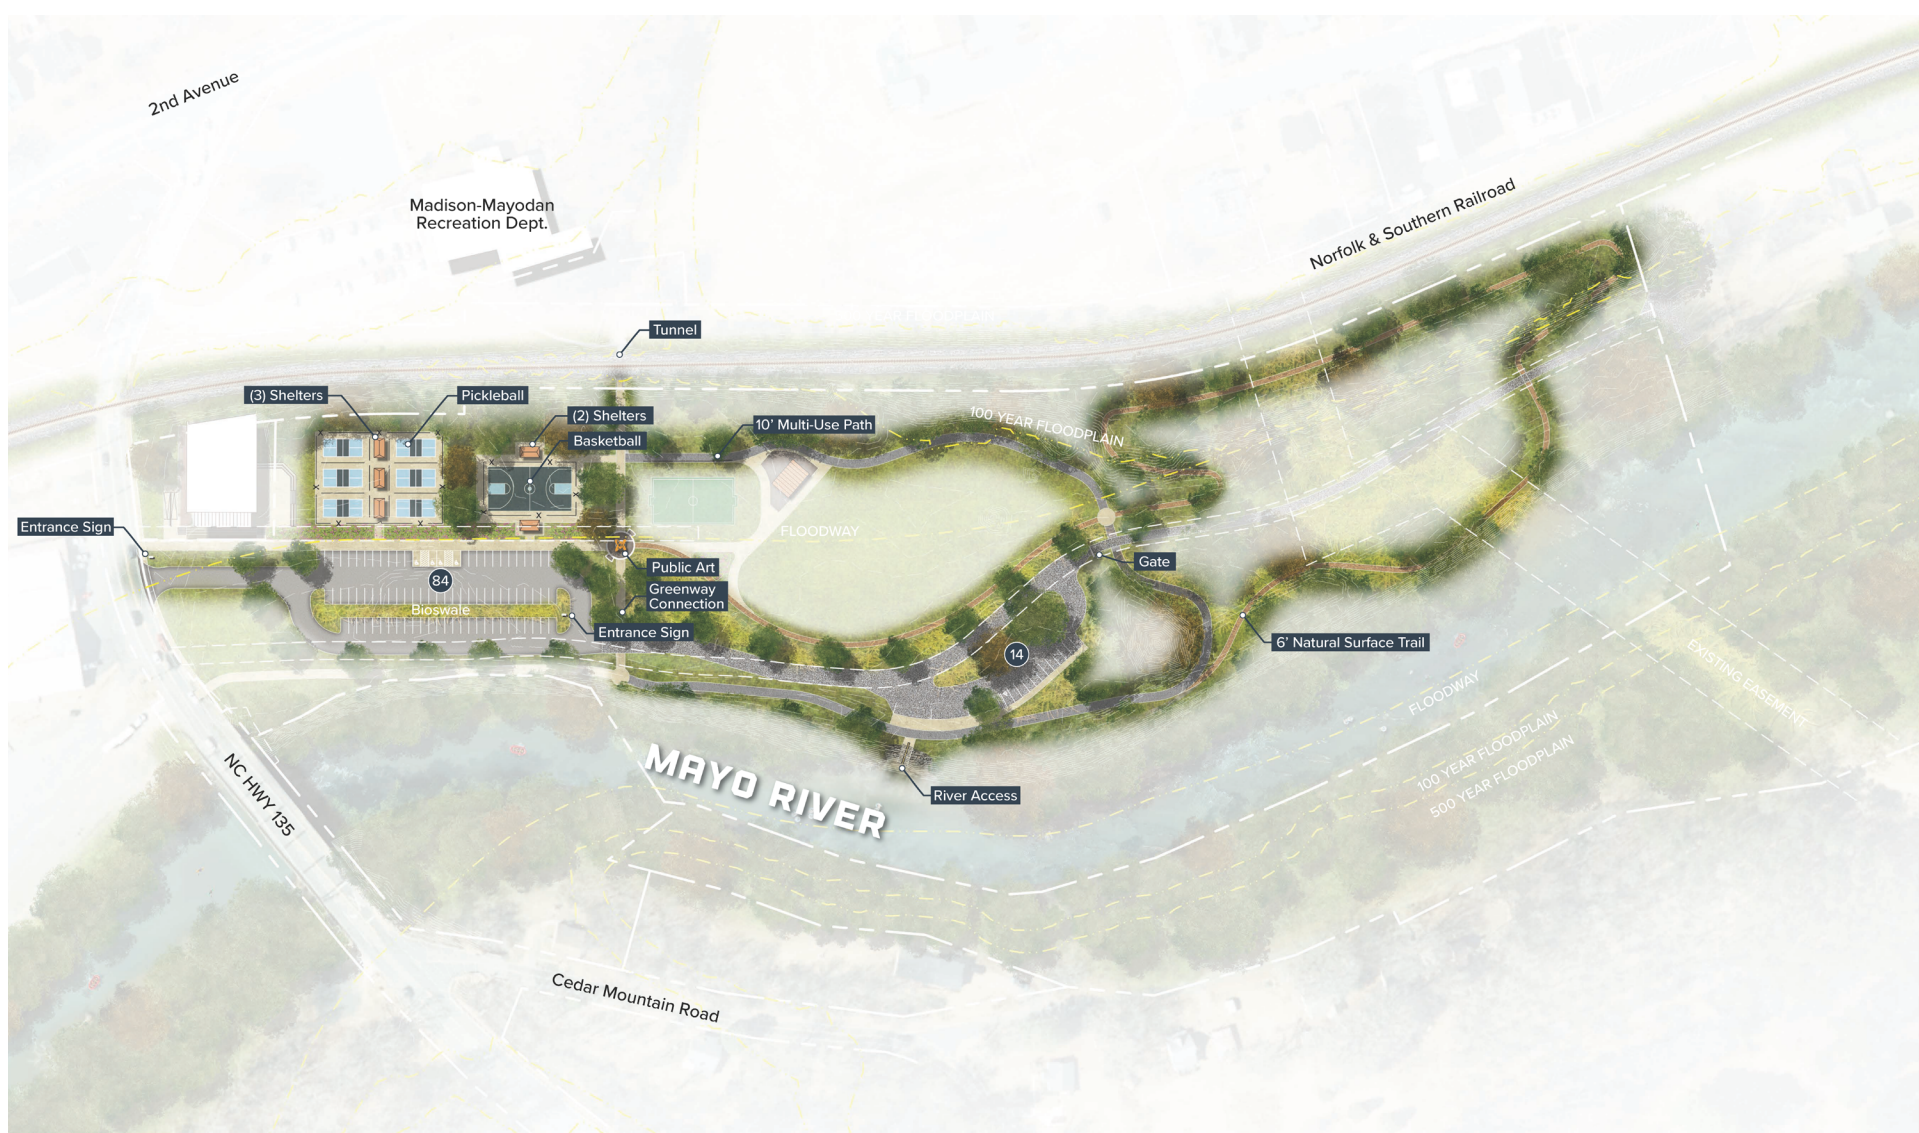 2nd Avenue
Madison-Mayodan
Recreation Dept.
Norfolk & Southern Railroad
Tunnel
(3) Shelters
Pickleball
(2) Shelters
10' Multi-Use Path
100 YEAR FLOODPLAIN
Basketball
Entrance Sign
FLOODWAY
Public Art
Gate
84
Greenway
Connection
Bioswale
Entrance Sign
6' Natural Surface Trail
14
EXISTING EASEMENT
FLOODWAY
100 YEAR FLOODPLAIN
500 YEAR FLOODPLAIN
MAYO RIVER
NC HWY 135
River Access
Cedar Mountain Road